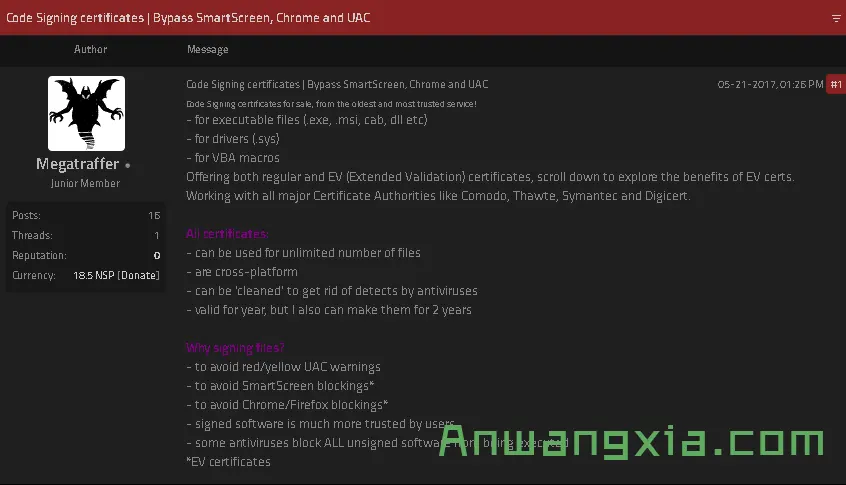 Code Signing certificates | Bypass SmartScreen, Chrome and UAC
Author Message
Code Signing certificates | Bypass SmartScreen, Chrome and UAC 05-21-2017, 01:26 PM #1
Code Signing certificates for sale, from the oldest and most trusted service!
- for executable files (.exe, .msi, cab, dll etc)
- for drivers (.sys)
- for VBA macros
Offering both regular and EV (Extended Validation) certificates, scroll down to explore the benefits of EV certs.
Working with all major Certificate Authorities like Comodo, Thawte, Symantec and Digicert.
Megatraffer
Junior Member
Posts: 16
Threads: 1
Reputation: 0
Currency: 18.5 NSP [Donate]
All certificates:
- can be used for unlimited number of files
- are cross-platform
- can be 'cleaned' to get rid of detects by antiviruses
- valid for year, but I also can make them for 2 years
Why signing files?
- to avoid red/yellow UAC warnings
- to avoid SmartScreen blockings*
- to avoid Chrome/Firefox blockings*
- signed software is much more trusted by users
- some antiviruses block ALL unsigned software from being executed
*EV certificates
Anwangxia.com